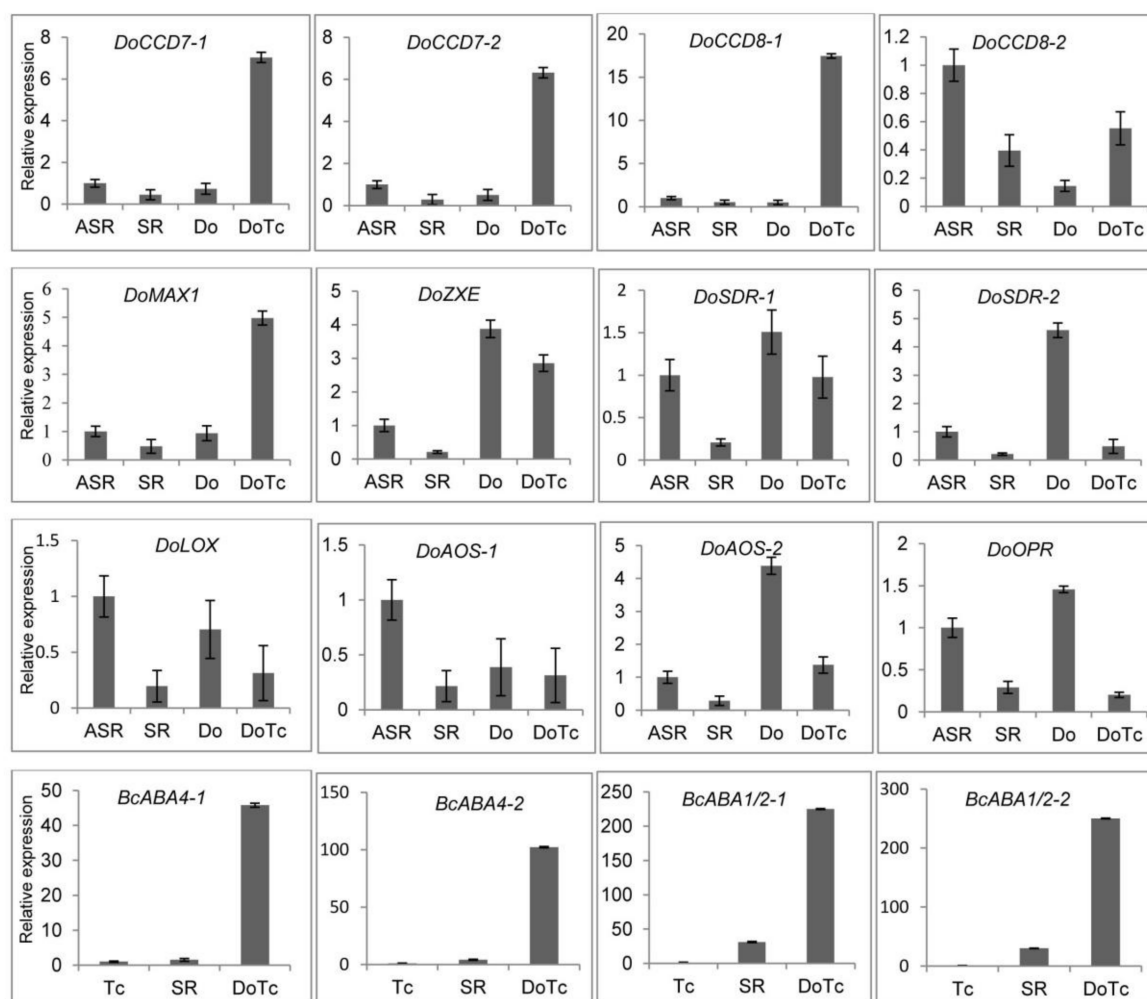 DoCCD7-1
Relative expression
8
6
4
2
0
ASR SR Do DoTc
DoCCD7-2
8
6
4
2
0
ASR SR Do DoTc
DoCCD8-1
20
15
10
5
0
ASR SR Do DoTc
DoCCD8-2
1.2
1
0.8
0.6
0.4
0.2
0
ASR SR Do DoTc
DoMAX1
Relative expression
6
5
4
3
2
1
0
ASR SR Do DoTc
DoZXE
5
4
3
2
1
0
ASR SR Do DoTc
DoSDR-1
2
1.5
1
0.5
0
ASR SR Do DoTc
DoSDR-2
6
5
4
3
2
1
0
ASR SR Do DoTc
DoLOX
Relative expression
1.5
1
0.5
0
ASR SR Do DoTc
DoAOS-1
1.5
1
0.5
0
ASR SR Do DoTc
DoAOS-2
5
4
3
2
1
0
ASR SR Do DoTc
DoOPR
2
1.5
1
0.5
0
ASR SR Do DoTc
BcABA4-1
Relative expression
50
40
30
20
10
0
Tc SR DoTc
BcABA4-2
150
100
50
0
Tc SR DoTc
BcABA1/2-1
250
200
150
100
50
0
Tc SR DoTc
BcABA1/2-2
300
200
100
0
Tc SR DoTc